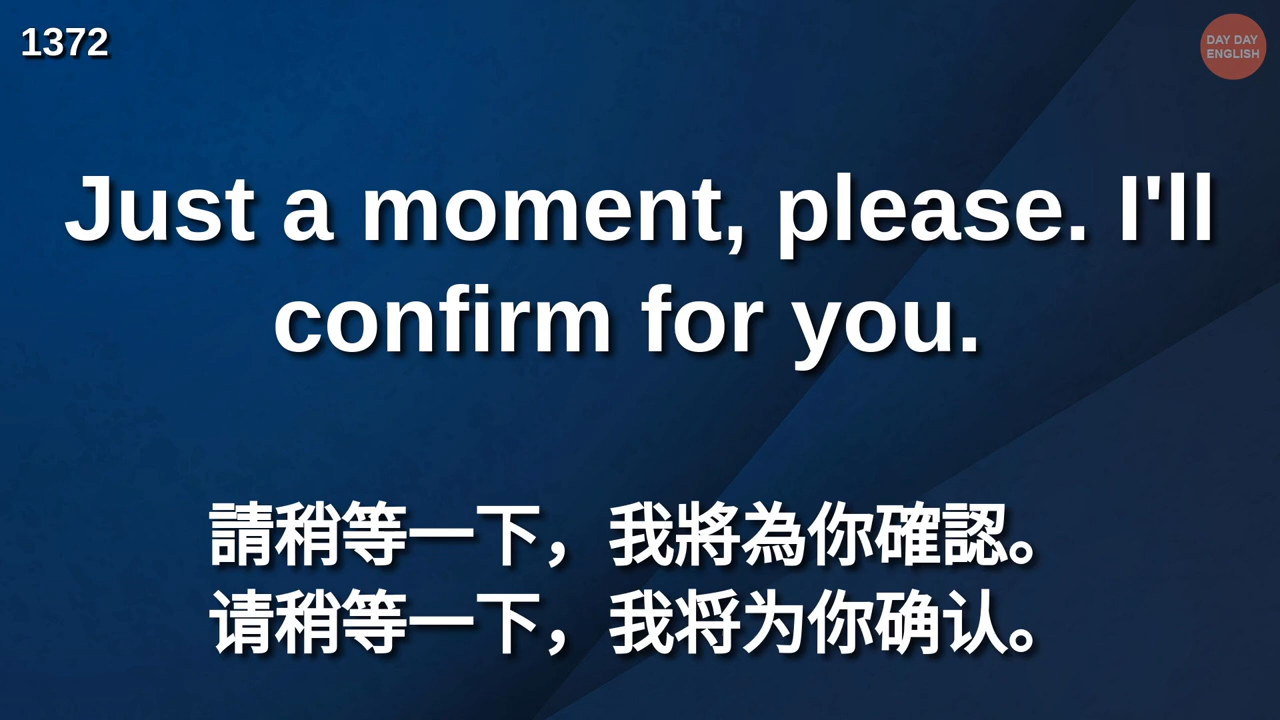 1372
DAY DAY
ENGLISH
Just a moment, please. I'll
confirm for you.
請稍等一下，我將為你確認。
请稍等一下，我将为你确认。